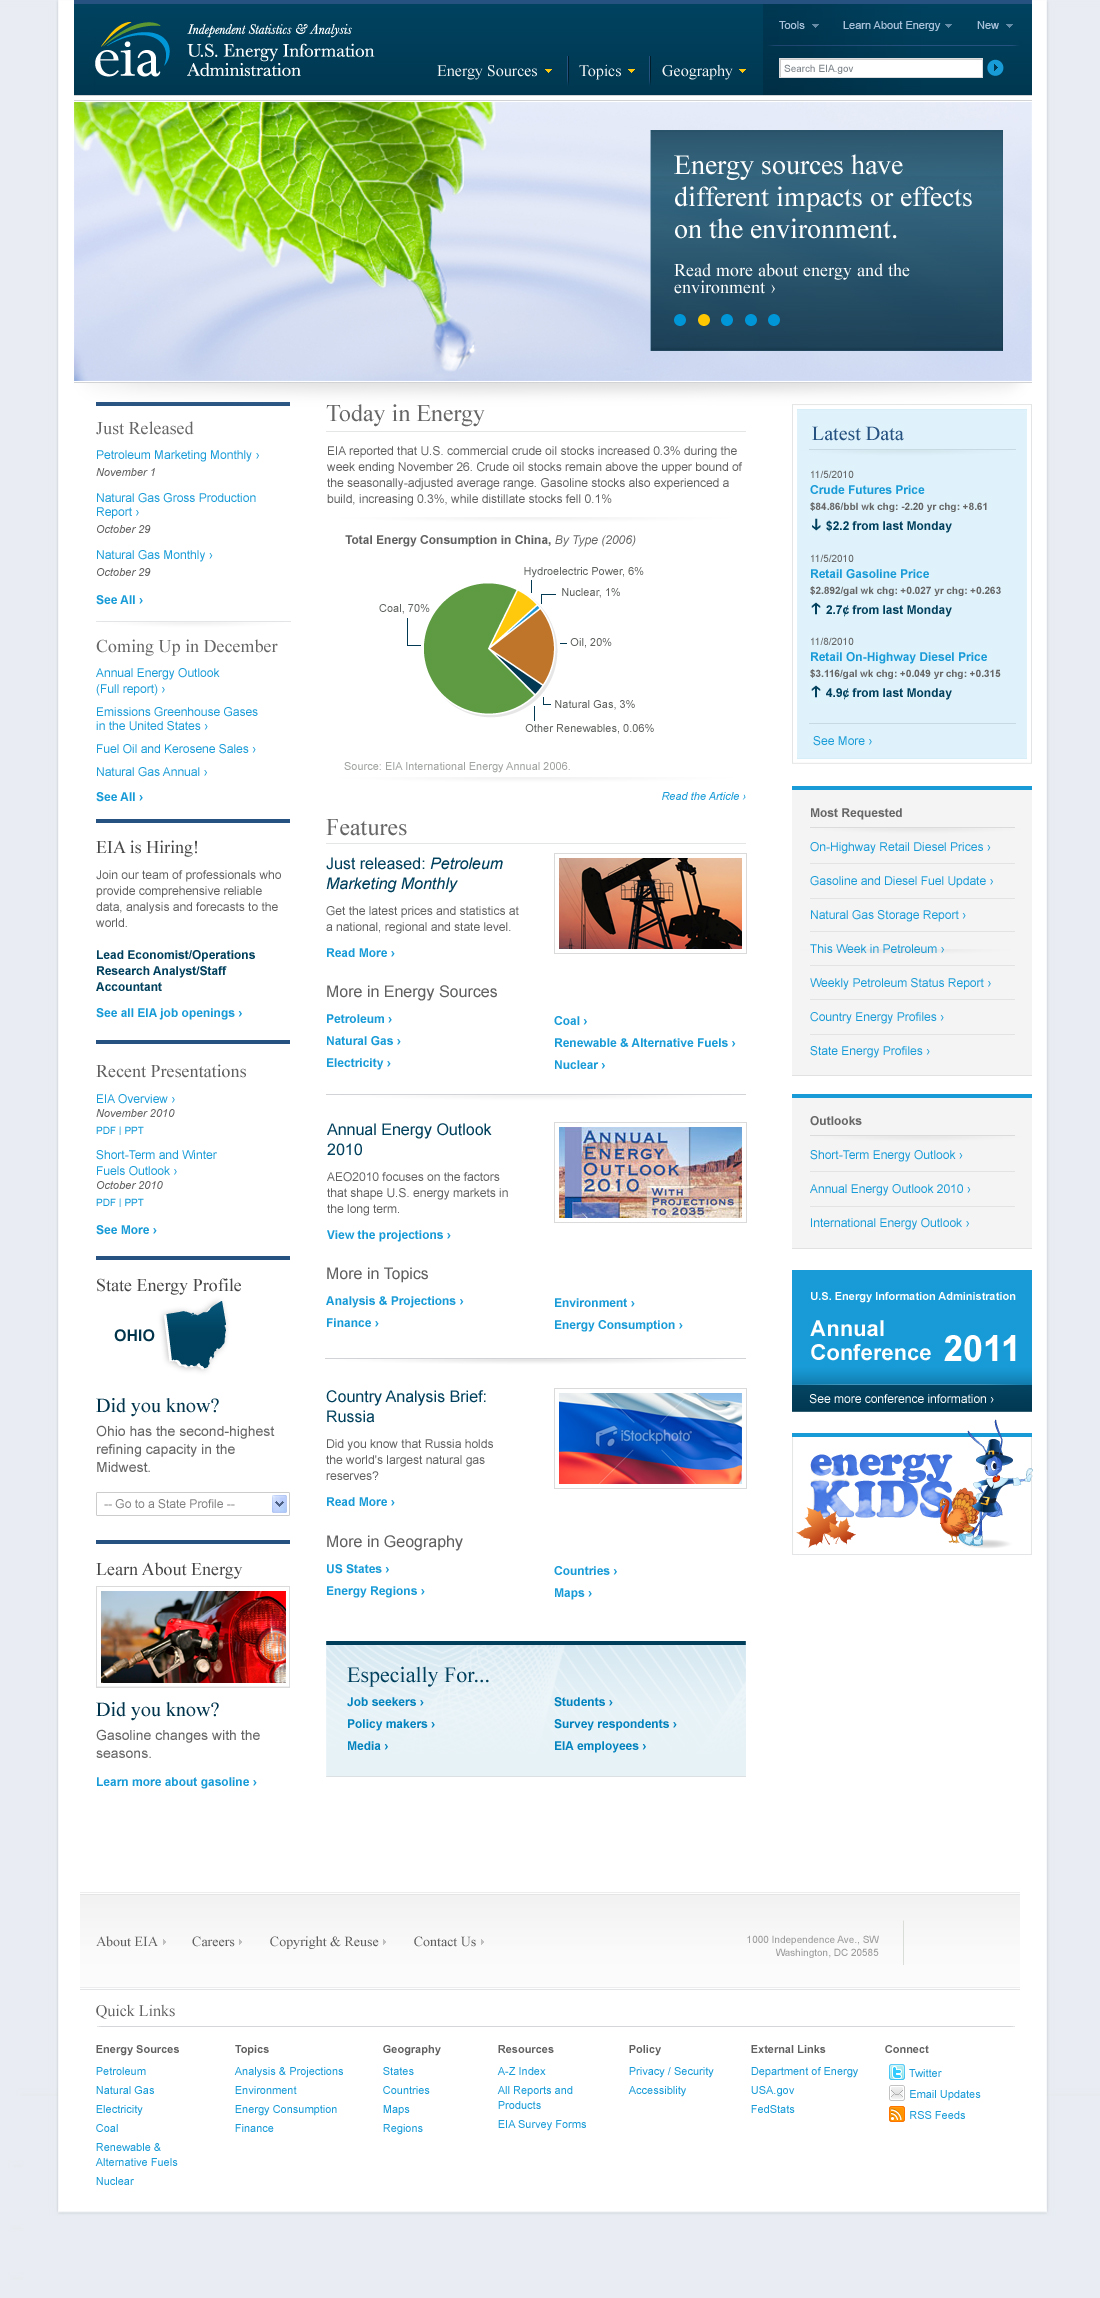 eia
Independent Statistics & Analysis
U.S. Energy Information
Administration
Energy Sources
Topics
Geography
Tools
Learn About Energy
New
Search EIA.gov
Energy sources have
different impacts or effects
on the environment.
Read more about energy and the
environment ›
Just Released
Petroleum Marketing Monthly ›
November 1
Natural Gas Gross Production
Report ›
October 29
Natural Gas Monthly ›
October 29
See All ›
Coming Up in December
Annual Energy Outlook
(Full report) ›
Emissions Greenhouse Gases
in the United States ›
Fuel Oil and Kerosene Sales ›
Natural Gas Annual ›
See All ›
EIA is Hiring!
Join our team of professionals who
provide comprehensive reliable
data, analysis and forecasts to the
world.
Lead Economist/Operations
Research Analyst/Staff
Accountant
See all EIA job openings ›
Recent Presentations
EIA Overview ›
November 2010
PDF | PPT
Short-Term and Winter
Fuels Outlook ›
October 2010
PDF | PPT
See More ›
State Energy Profile
OHIO
Did you know?
Ohio has the second-highest
refining capacity in the
Midwest.
-- Go to a State Profile --
Learn About Energy
Did you know?
Gasoline changes with the
seasons.
Learn more about gasoline ›
Today in Energy
EIA reported that U.S. commercial crude oil stocks increased 0.3% during the
week ending November 26. Crude oil stocks remain above the upper bound of
the seasonally-adjusted average range. Gasoline stocks also experienced a
build, increasing 0.3%, while distillate stocks fell 0.1%
Total Energy Consumption in China, By Type (2006)
Hydroelectric Power, 6%
Nuclear, 1%
Coal, 70%
Oil, 20%
Natural Gas, 3%
Other Renewables, 0.06%
Source: EIA International Energy Annual 2006.
Read the Article ›
Features
Just released: Petroleum
Marketing Monthly
Get the latest prices and statistics at
a national, regional and state level.
Read More ›
More in Energy Sources
Petroleum ›
Natural Gas ›
Electricity ›
Coal ›
Renewable & Alternative Fuels ›
Nuclear ›
Annual Energy Outlook
2010
AEO2010 focuses on the factors
that shape U.S. energy markets in
the long term.
View the projections ›
ANNUAL
ENERGY
OUTLOOK
2010
WITH
PROJECTIONS
TO 2035
More in Topics
Analysis & Projections ›
Finance ›
Environment ›
Energy Consumption ›
Country Analysis Brief:
Russia
Did you know that Russia holds
the world's largest natural gas
reserves?
Read More ›
iStockphoto
More in Geography
US States ›
Energy Regions ›
Countries ›
Maps ›
Especially For...
Job seekers ›
Policy makers ›
Media ›
Students ›
Survey respondents ›
EIA employees ›
Latest Data
11/5/2010
Crude Futures Price
$84.86/bbl wk chg: -2.20 yr chg: +8.61
↓ $2.2 from last Monday
11/5/2010
Retail Gasoline Price
$2.892/gal wk chg: +0.027 yr chg: +0.263
↑ 2.7¢ from last Monday
11/8/2010
Retail On-Highway Diesel Price
$3.116/gal wk chg: +0.049 yr chg: +0.315
↑ 4.9¢ from last Monday
See More ›
Most Requested
On-Highway Retail Diesel Prices ›
Gasoline and Diesel Fuel Update ›
Natural Gas Storage Report ›
This Week in Petroleum ›
Weekly Petroleum Status Report ›
Country Energy Profiles ›
State Energy Profiles ›
Outlooks
Short-Term Energy Outlook ›
Annual Energy Outlook 2010 ›
International Energy Outlook ›
U.S. Energy Information Administration
Annual
Conference 2011
See more conference information ›
energy
KIDS
About EIA
Careers
Copyright & Reuse
Contact Us
1000 Independence Ave., SW
Washington, DC 20585
Quick Links
Energy Sources
Petroleum
Natural Gas
Electricity
Coal
Renewable &
Alternative Fuels
Nuclear
Topics
Analysis & Projections
Environment
Energy Consumption
Finance
Geography
States
Countries
Maps
Regions
Resources
A-Z Index
All Reports and
Products
EIA Survey Forms
Policy
Privacy / Security
Accessiblity
External Links
Department of Energy
USA.gov
FedStats
Connect
Twitter
Email Updates
RSS Feeds